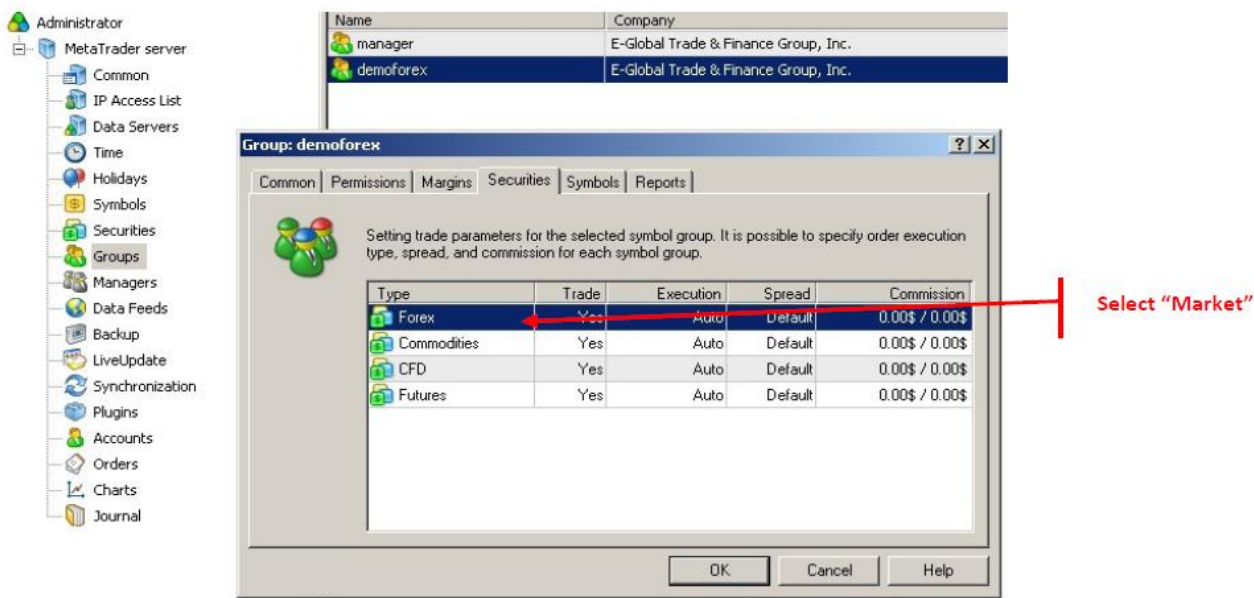 Administrator
MetaTrader server
Common
IP Access List
Data Servers
Time
Holidays
Symbols
Securities
Groups
Managers
Data Feeds
Backup
LiveUpdate
Synchronization
Plugins
Accounts
Orders
Charts
Journal
Name Company
manager E-Global Trade & Finance Group, Inc.
demoforex E-Global Trade & Finance Group, Inc.
Group: demoforex
Common Permissions Margins Securities Symbols Reports
Setting trade parameters for the selected symbol group. It is possible to specify order execution
type, spread, and commission for each symbol group.
Type Trade Execution Spread Commission
Forex Yes Auto Default 0.00$ / 0.00$
Commodities Yes Auto Default 0.00$ / 0.00$
CFD Yes Auto Default 0.00$ / 0.00$
Futures Yes Auto Default 0.00$ / 0.00$
OK Cancel Help
Select “Market”